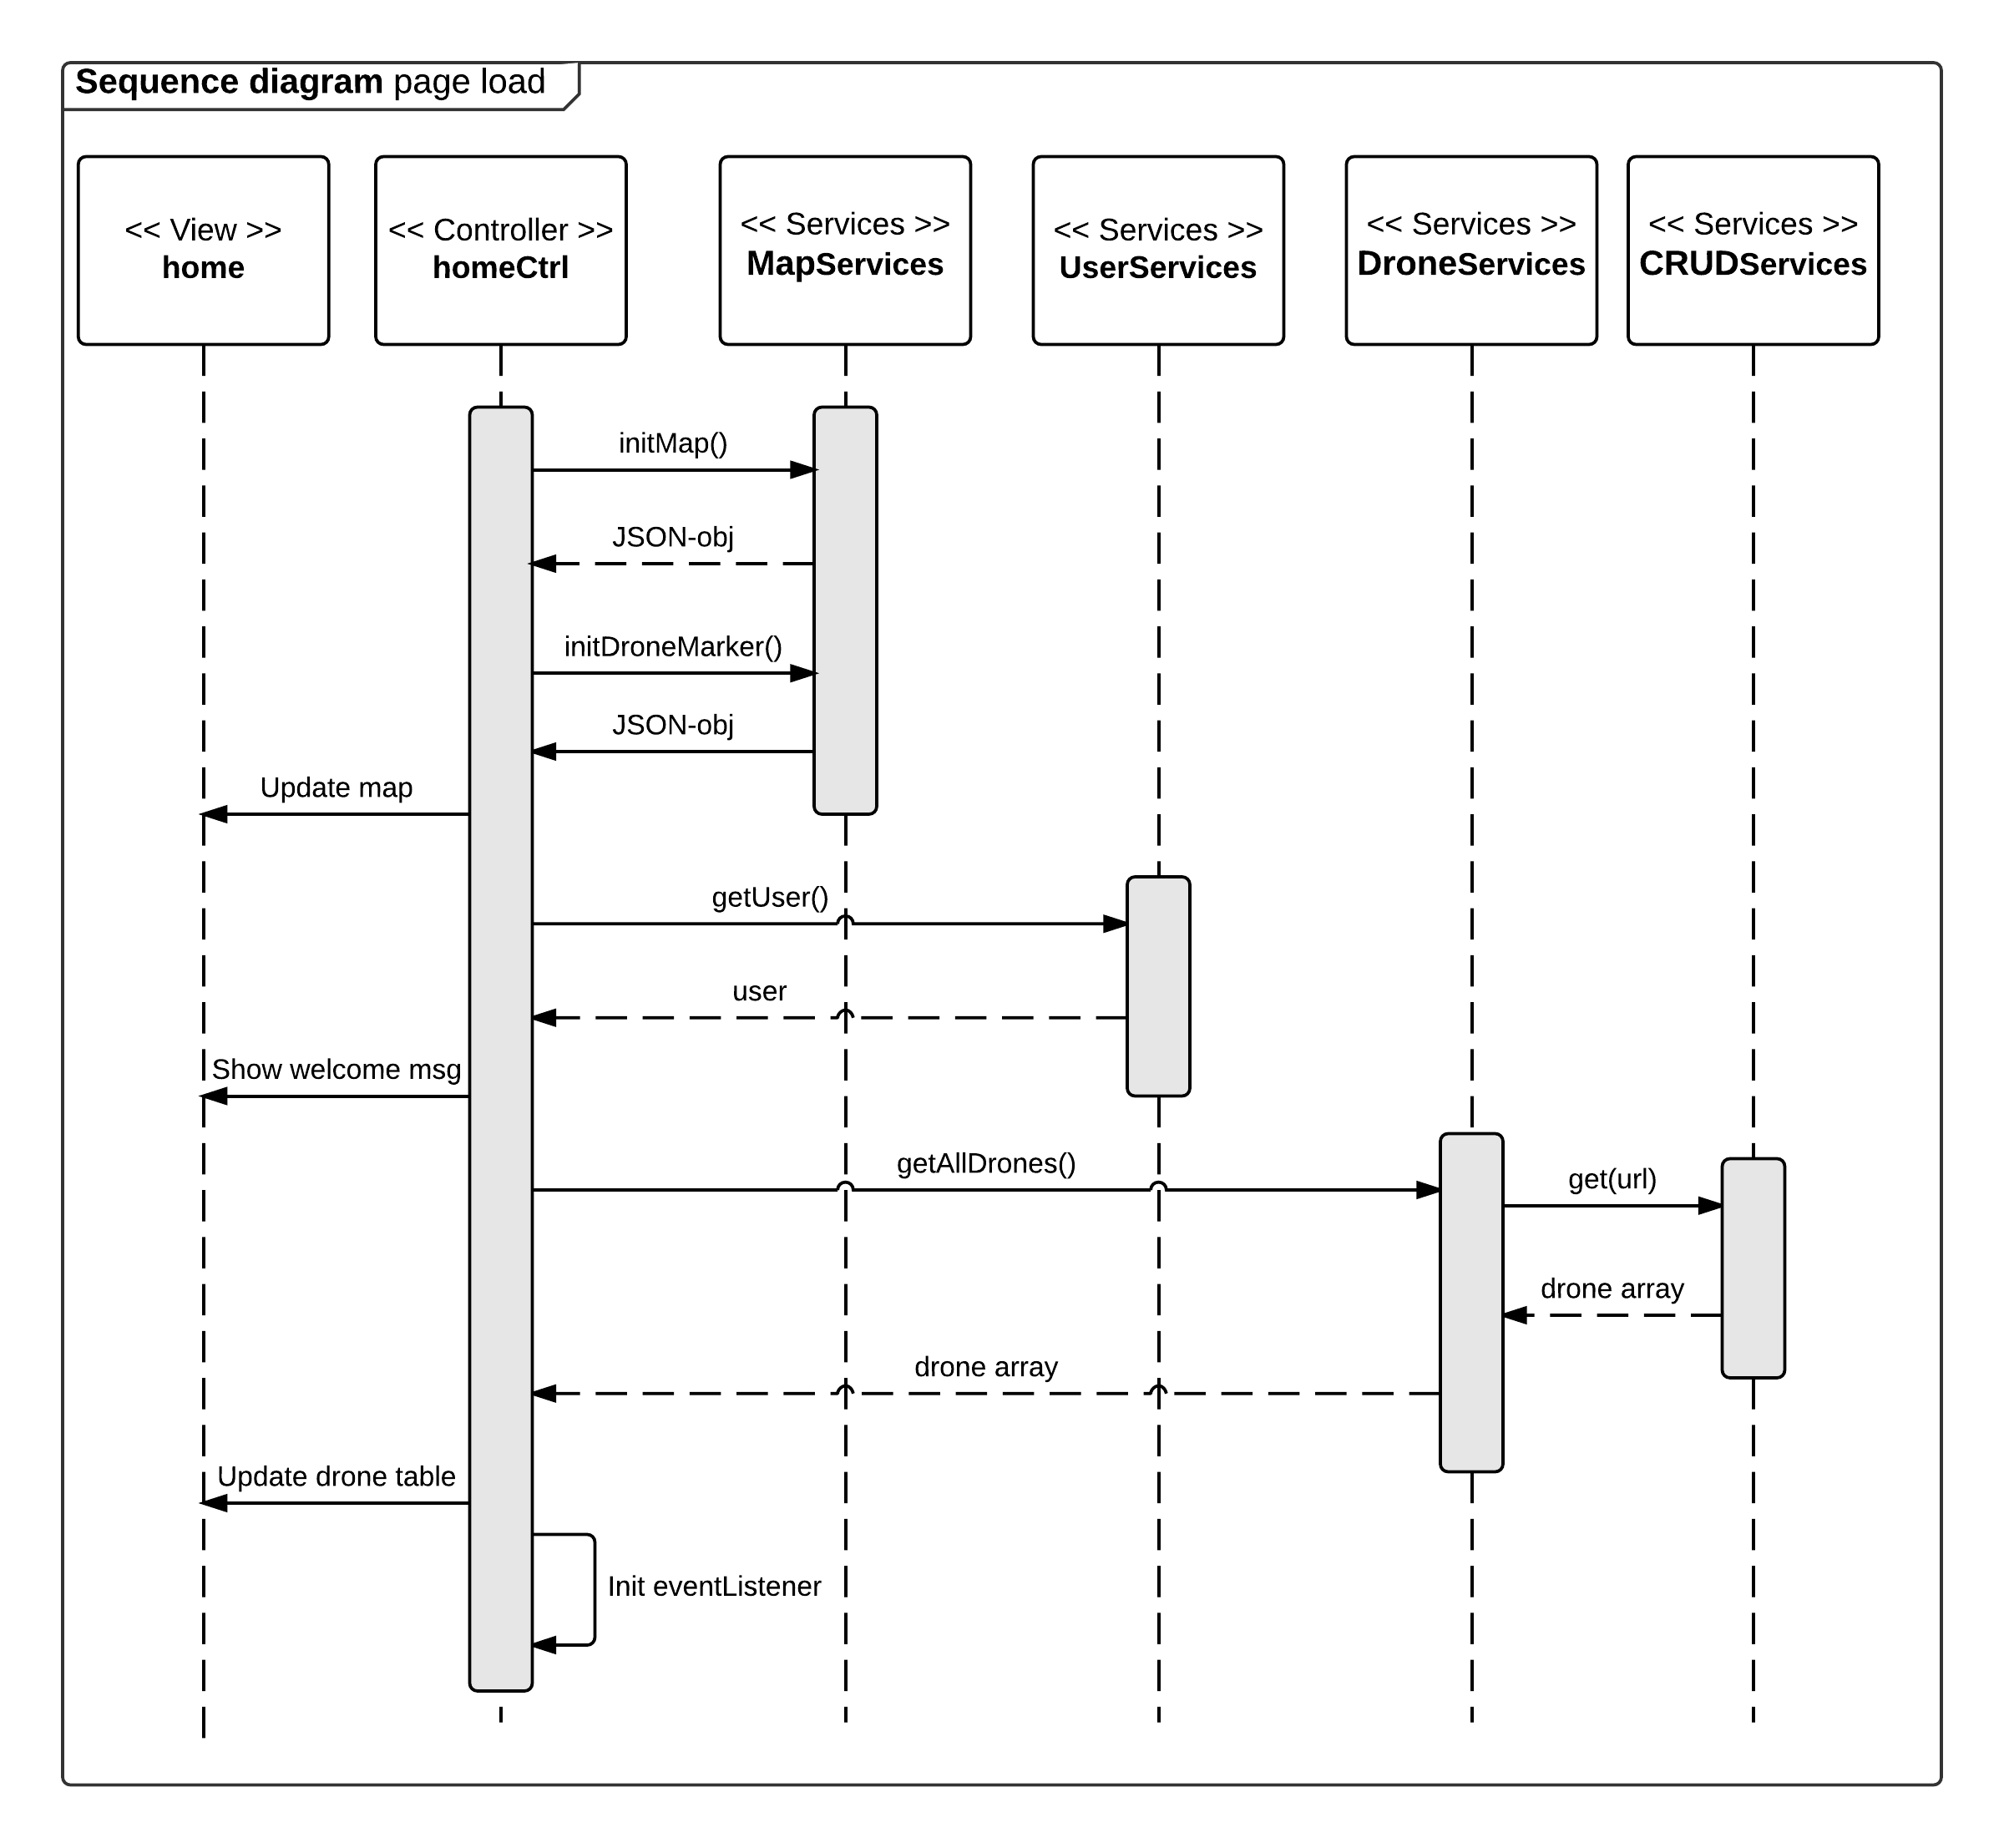 Sequence diagram page load
<< View >>
home
<< Controller >>
homeCtrl
<< Services >>
MapServices
<< Services >>
UserServices
<< Services >>
DroneServices
<< Services >>
CRUDServices
initMap()
JSON-obj
initDroneMarker()
JSON-obj
Update map
getUser()
user
Show welcome msg
getAllDrones()
get(url)
drone array
drone array
Update drone table
Init eventListener